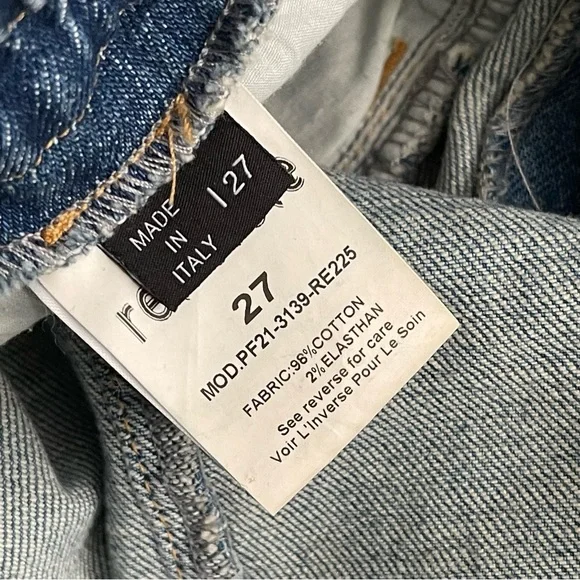 MADE
IN
ITALY
I 27
27
MOD.PF21-3139-RE225
FABRIC:98%COTTON
2%ELASTHAN
See reverse for care
Voir L'Inverse Pour Le Soin